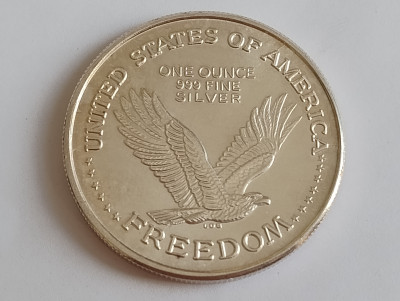 UNITED STATES OF AMERICA
ONE OUNCE
999 FINE
SILVER
FREEDOM